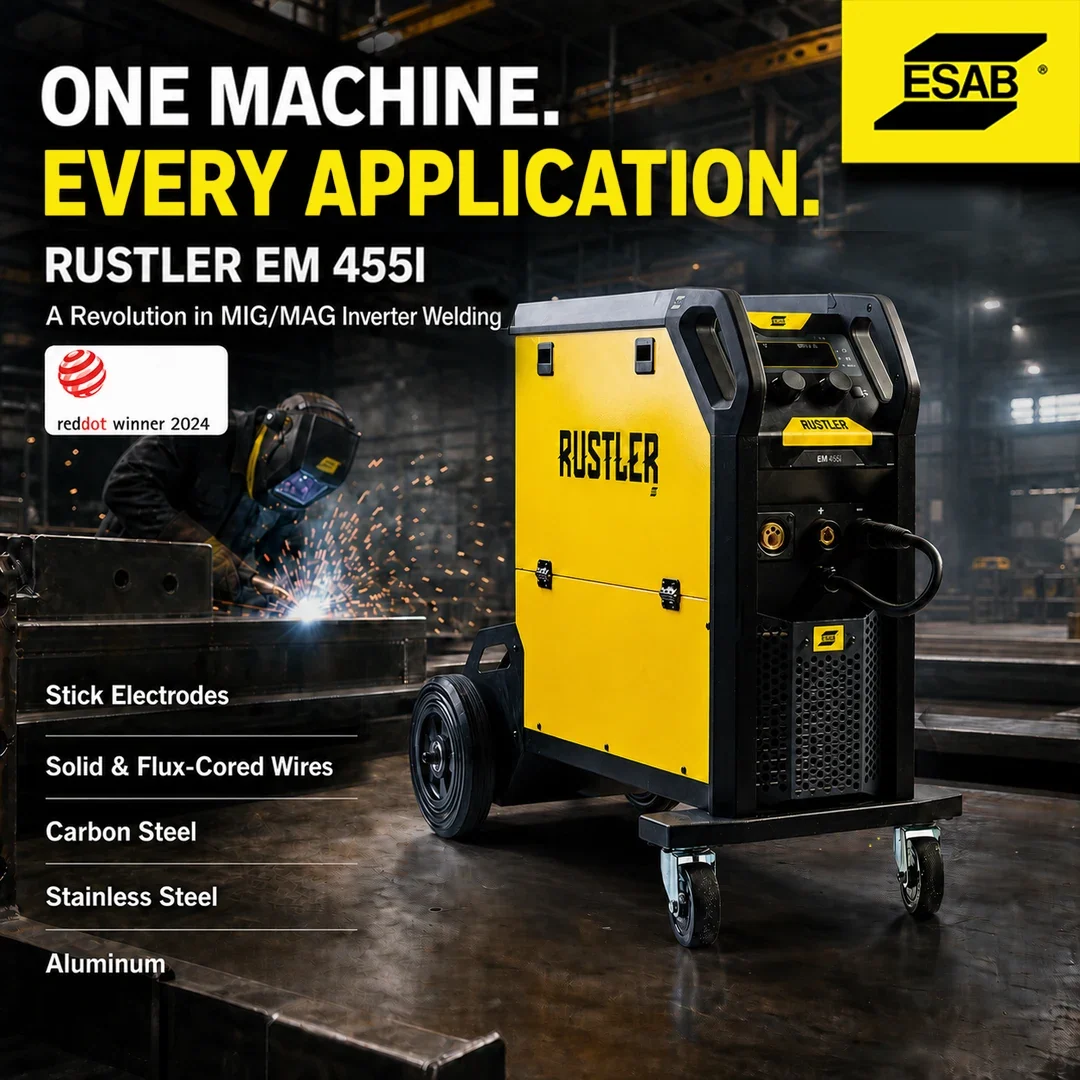 ONE MACHINE.
EVERY APPLICATION.
RUSTLER EM 455I
A Revolution in MIG/MAG Inverter Welding
reddot winner 2024
ESAB ®
RUSTLER
RUSTLER
EM 455i
+
ESAB
Stick Electrodes
Solid & Flux-Cored Wires
Carbon Steel
Stainless Steel
Aluminum